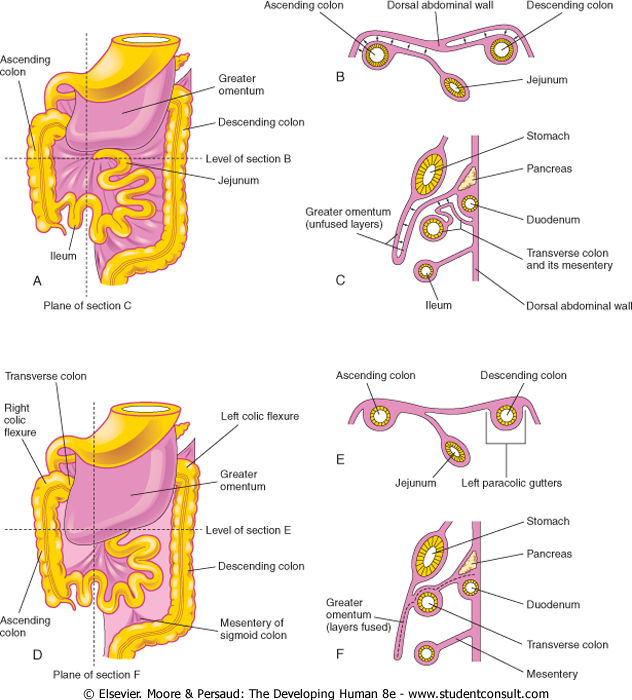 Ascending
colon
Greater
omentum
Descending colon
Level of section B
Jejunum
Ileum
A
Plane of section C
Ascending colon
Dorsal abdominal wall
Descending colon
B
Jejunum
Stomach
Pancreas
Greater omentum
(unfused layers)
Duodenum
Transverse colon
and its mesentery
C
Ileum
Dorsal abdominal wall
Transverse colon
Right
colic
flexure
Left colic flexure
Greater
omentum
Level of section E
Descending colon
Ascending
colon
Mesentery of
sigmoid colon
D
Plane of section F
Ascending colon
Descending colon
E
Jejunum
Left paracolic gutters
Stomach
Pancreas
Greater
omentum
(layers fused)
Duodenum
Transverse colon
F
Mesentery
© Elsevier. Moore & Persaud: The Developing Human 8e - www.studentconsult.com